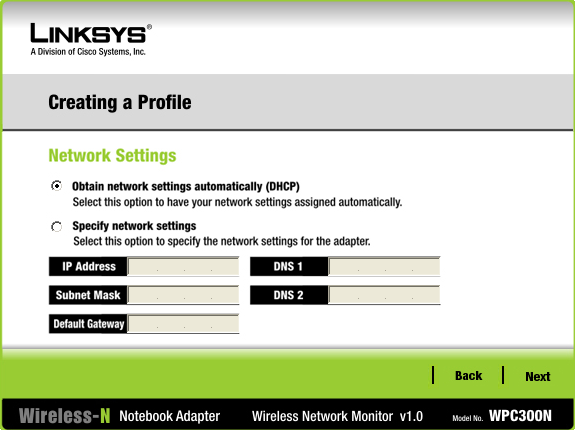 LINKSYS®
A Division of Cisco Systems, Inc.
Creating a Profile
Network Settings
Obtain network settings automatically (DHCP)
Select this option to have your network settings assigned automatically.
Specify network settings
Select this option to specify the network settings for the adapter.
IP Address . . . DNS 1 . . .
Subnet Mask . . . DNS 2 . . .
Default Gateway . . .
Back Next
Wireless-N Notebook Adapter Wireless Network Monitor v1.0 Model No. WPC300N